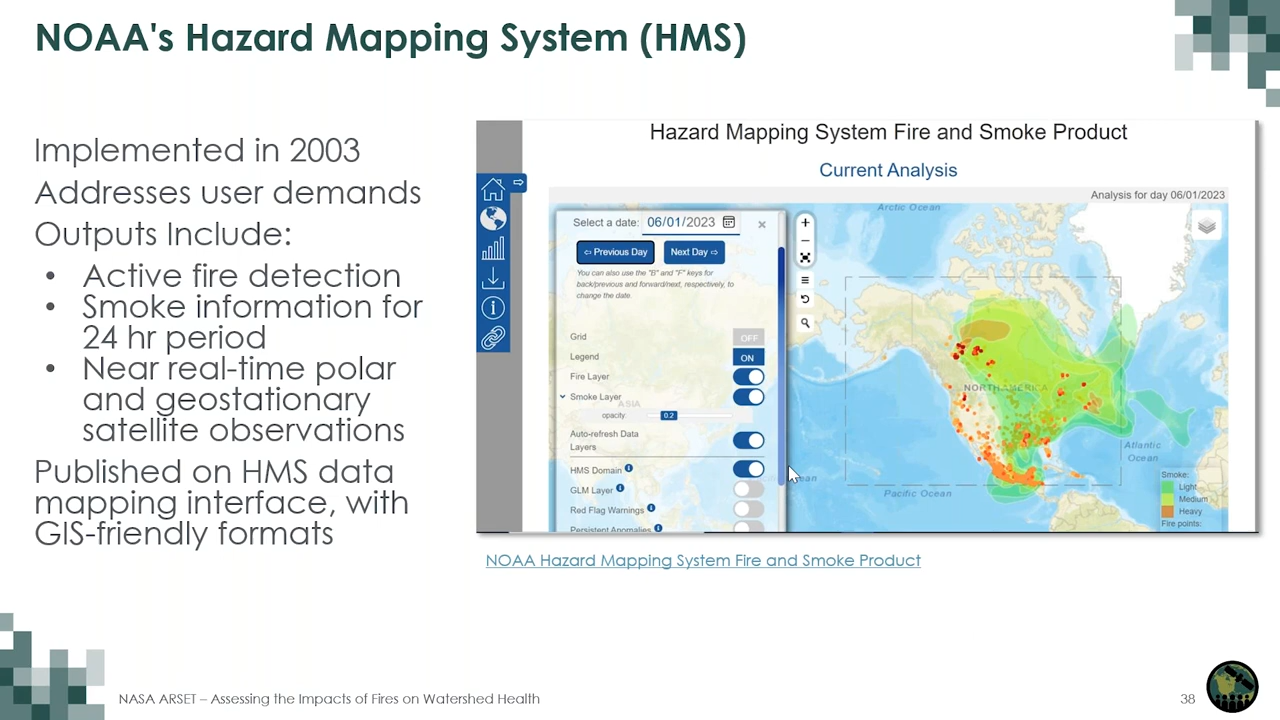 NOAA's Hazard Mapping System (HMS)
Implemented in 2003
Addresses user demands
Outputs Include:
• Active fire detection
• Smoke information for
24 hr period
• Near real-time polar
and geostationary
satellite observations
Published on HMS data
mapping interface, with
GIS-friendly formats
Hazard Mapping System Fire and Smoke Product
Current Analysis
Analysis for day 06/01/2023
Select a date: 06/01/2023
⇦ Previous Day
Next Day ⇨
You can also use the "B" and "F" keys for
back/previous and forward/next, respectively, to
change the date.
Grid OFF
Legend ON
Fire Layer
Smoke Layer
ASIA
opacity 0.2
Auto-refresh Data
Layers
HMS Domain
GLM Layer
Red Flag Warnings
Persistent Anomalies
Arctic Ocean
NORTH AMERICA
Atlantic
Ocean
Pacific Ocean
Smoke:
Light
Medium
Heavy
Fire points:
NOAA Hazard Mapping System Fire and Smoke Product
NASA ARSET – Assessing the Impacts of Fires on Watershed Health
38